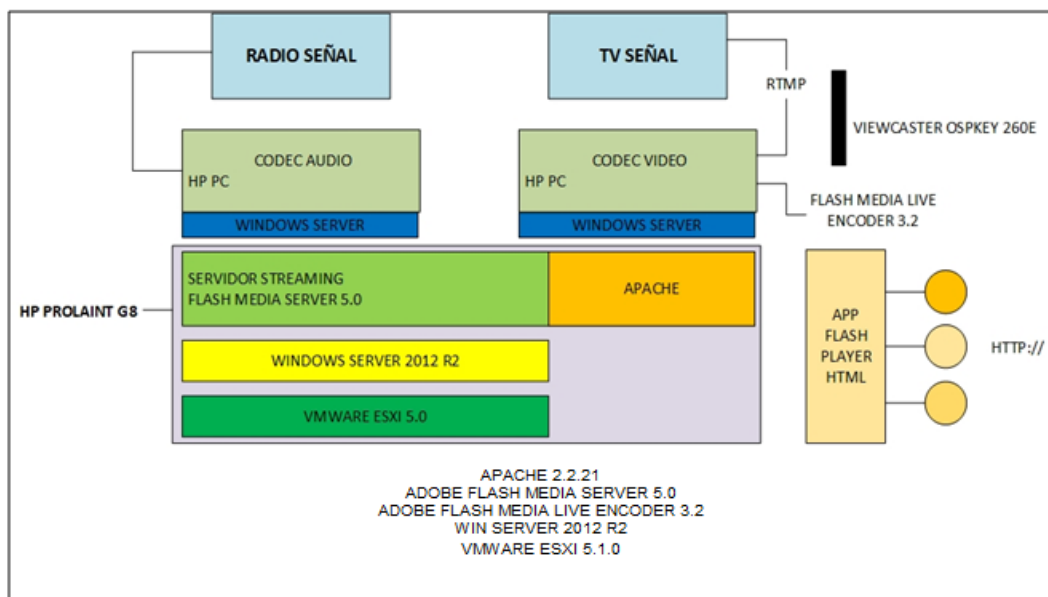 RADIO SEÑAL
TV SEÑAL
RTMP
VIEWCASTER OSPKEY 260E
CODEC AUDIO
HP PC
WINDOWS SERVER
CODEC VIDEO
HP PC
WINDOWS SERVER
FLASH MEDIA LIVE
ENCODER 3.2
HP PROLAINT G8
SERVIDOR STREAMING
FLASH MEDIA SERVER 5.0
APACHE
WINDOWS SERVER 2012 R2
VMWARE ESXI 5.0
APP
FLASH
PLAYER
HTML
HTTP://
APACHE 2.2.21
ADOBE FLASH MEDIA SERVER 5.0
ADOBE FLASH MEDIA LIVE ENCODER 3.2
WIN SERVER 2012 R2
VMWARE ESXI 5.1.0